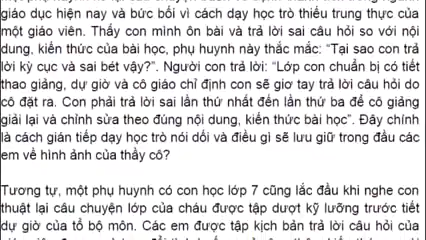 giáo dục hiện nay và bức bối vì cách dạy học trò thiếu trung thực của
một giáo viên. Thấy con mình ôn bài và trả lời sai câu hỏi so với nội
dung, kiến thức của bài học, phụ huynh này thắc mắc: “Tại sao con trả
lời kỳ cục và sai bét vậy?”. Người con trả lời: “Lớp con chuẩn bị có tiết
thao giảng, dự giờ và cô giáo chỉ định con sẽ giơ tay trả lời câu hỏi do
cô đặt ra. Con phải trả lời sai lần thứ nhất đến lần thứ ba để cô giảng
giải lại và chỉnh sửa theo đúng nội dung, kiến thức bài học”. Đây chính
là cách gián tiếp dạy học trò nói dối và điều gì sẽ lưu giữ trong đầu các
em về hình ảnh của thầy cô?
Tương tự, một phụ huynh có con học lớp 7 cũng lắc đầu khi nghe con
thuật lại câu chuyện lớp của cháu được tập dượt kỹ lưỡng trước tiết
dự giờ của tổ bộ môn. Các em được tập kịch bản trả lời câu hỏi của